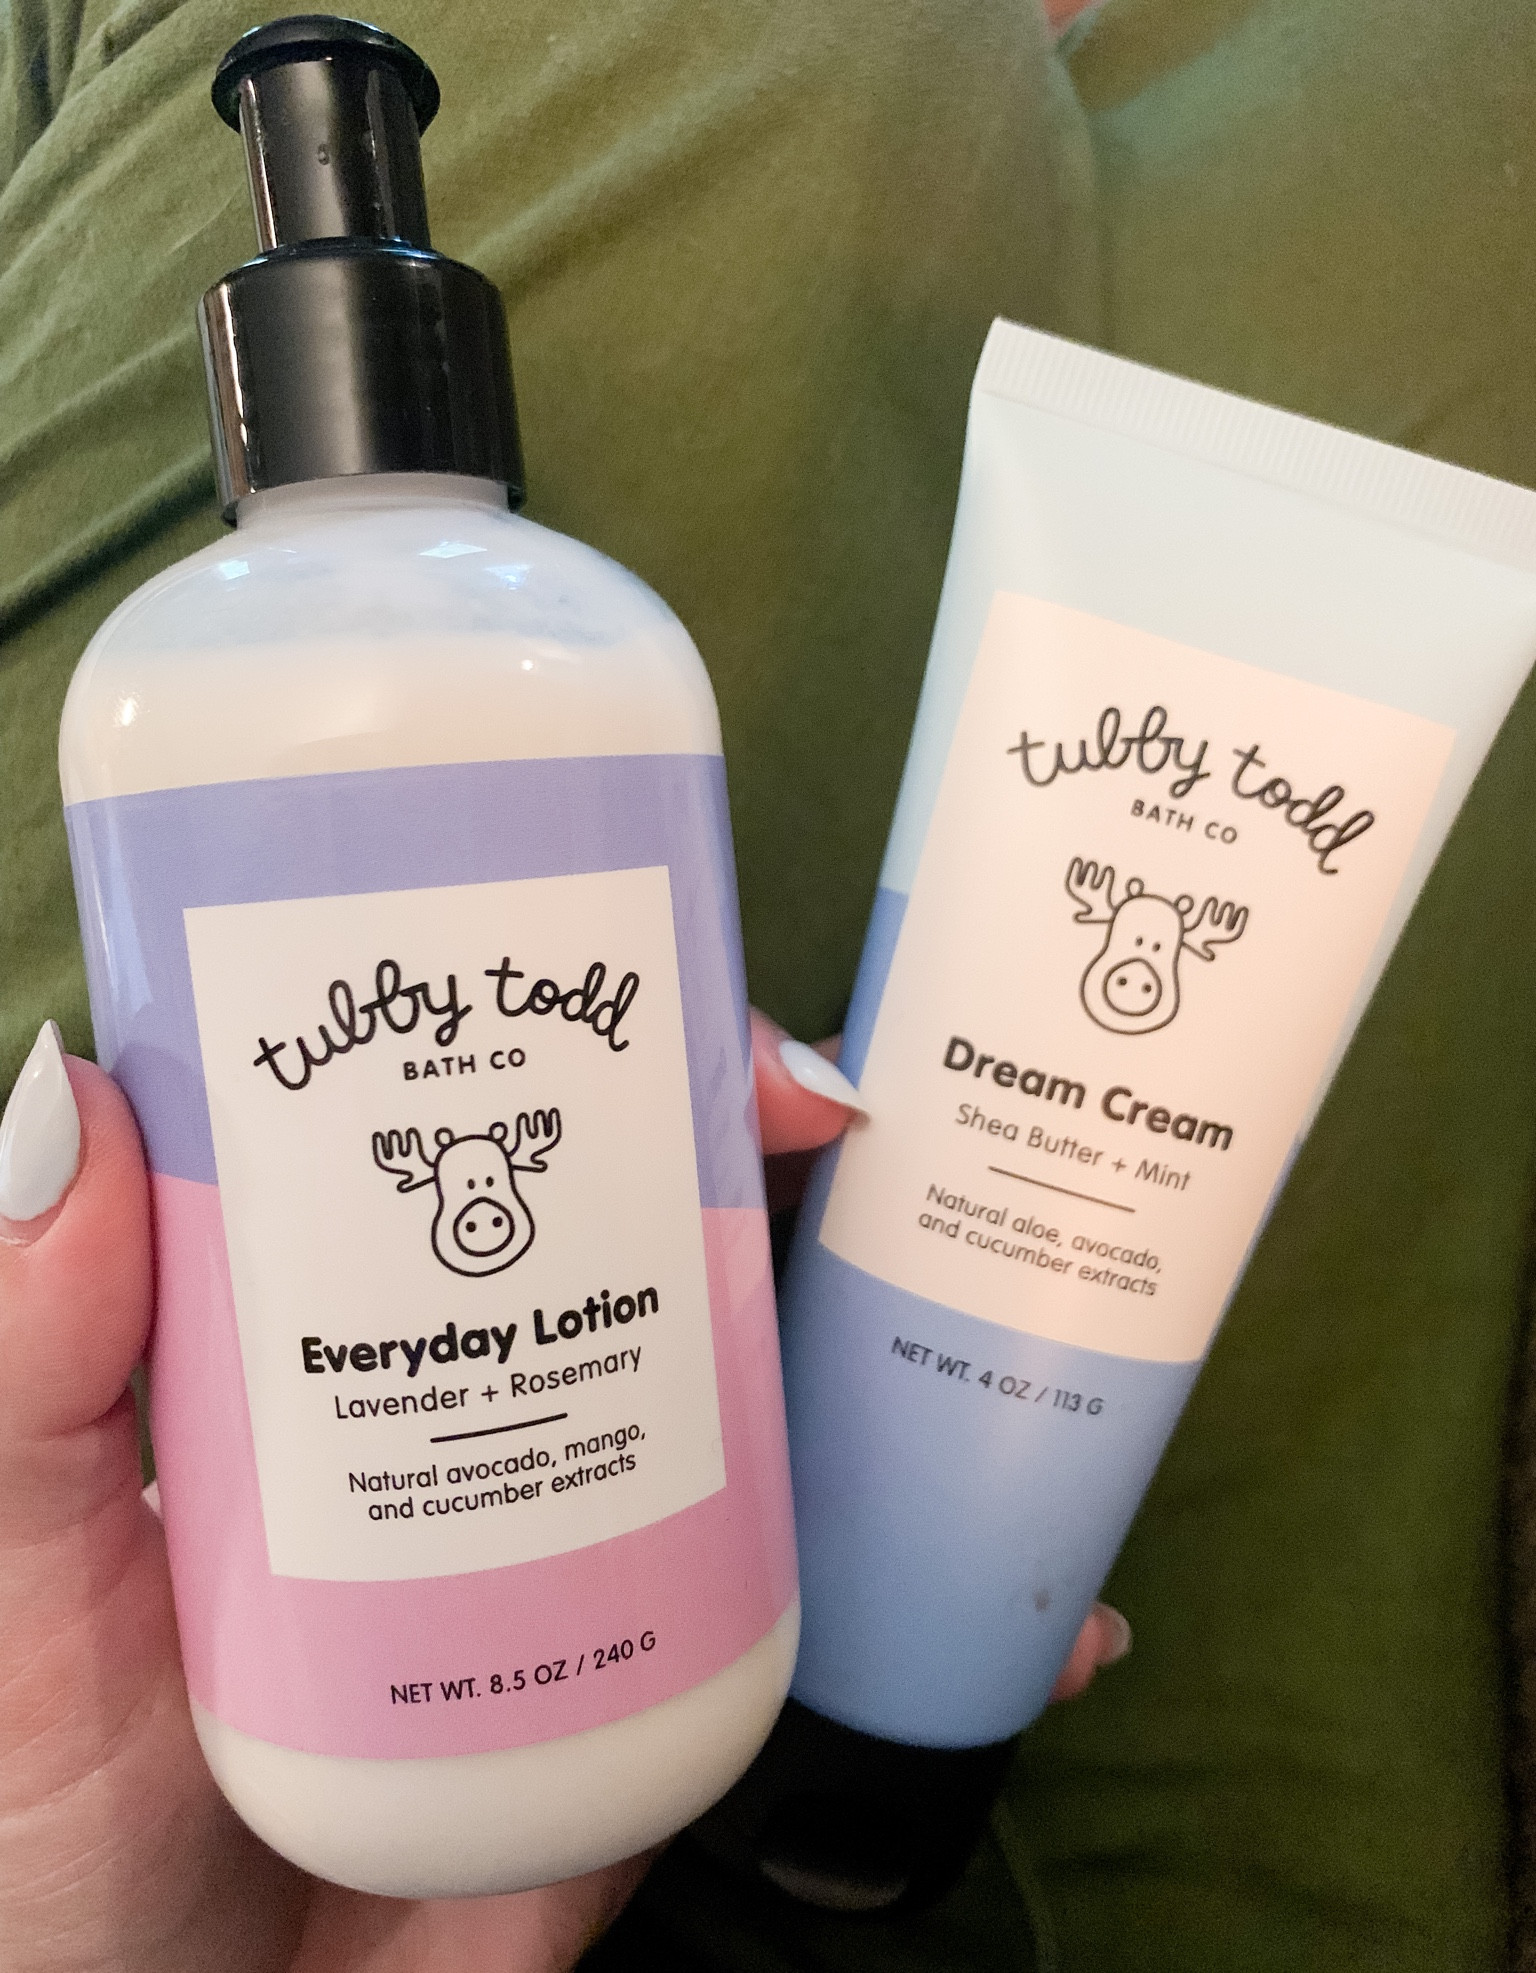 tubby todd
BATH CO
Everyday Lotion
Lavender + Rosemary
Natural avocado, mango,
and cucumber extracts
NET WT. 8.5 OZ / 240 G
tubby todd
BATH CO
Dream Cream
Shea Butter + Mint
Natural aloe, avocado,
and cucumber extracts
NET WT. 4 OZ / 113 G